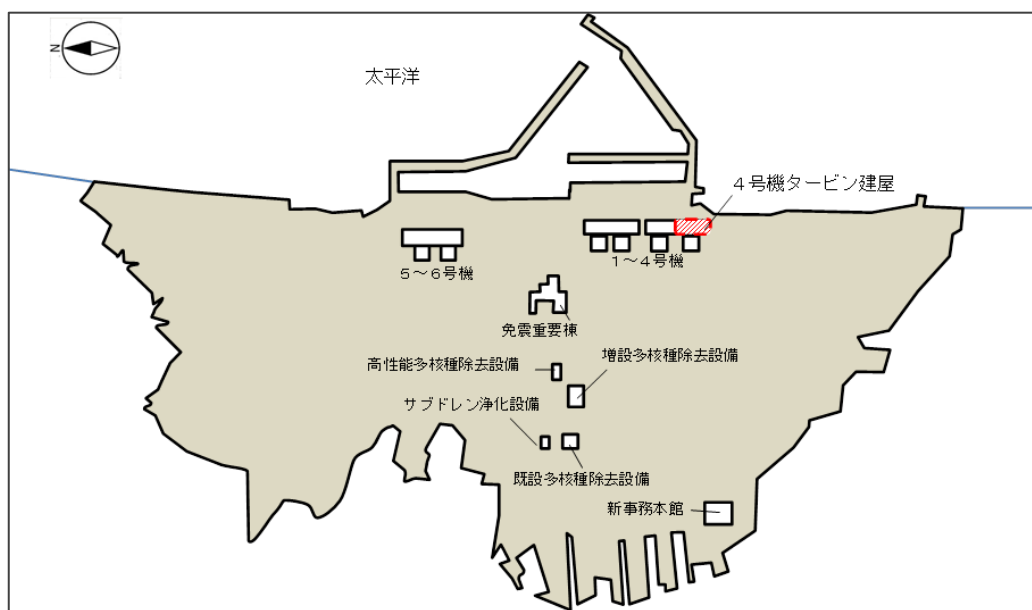 N
太平洋
４号機タービン建屋
５～６号機
１～４号機
免震重要棟
高性能多核種除去設備
増設多核種除去設備
サブドレン浄化設備
既設多核種除去設備
新事務本館